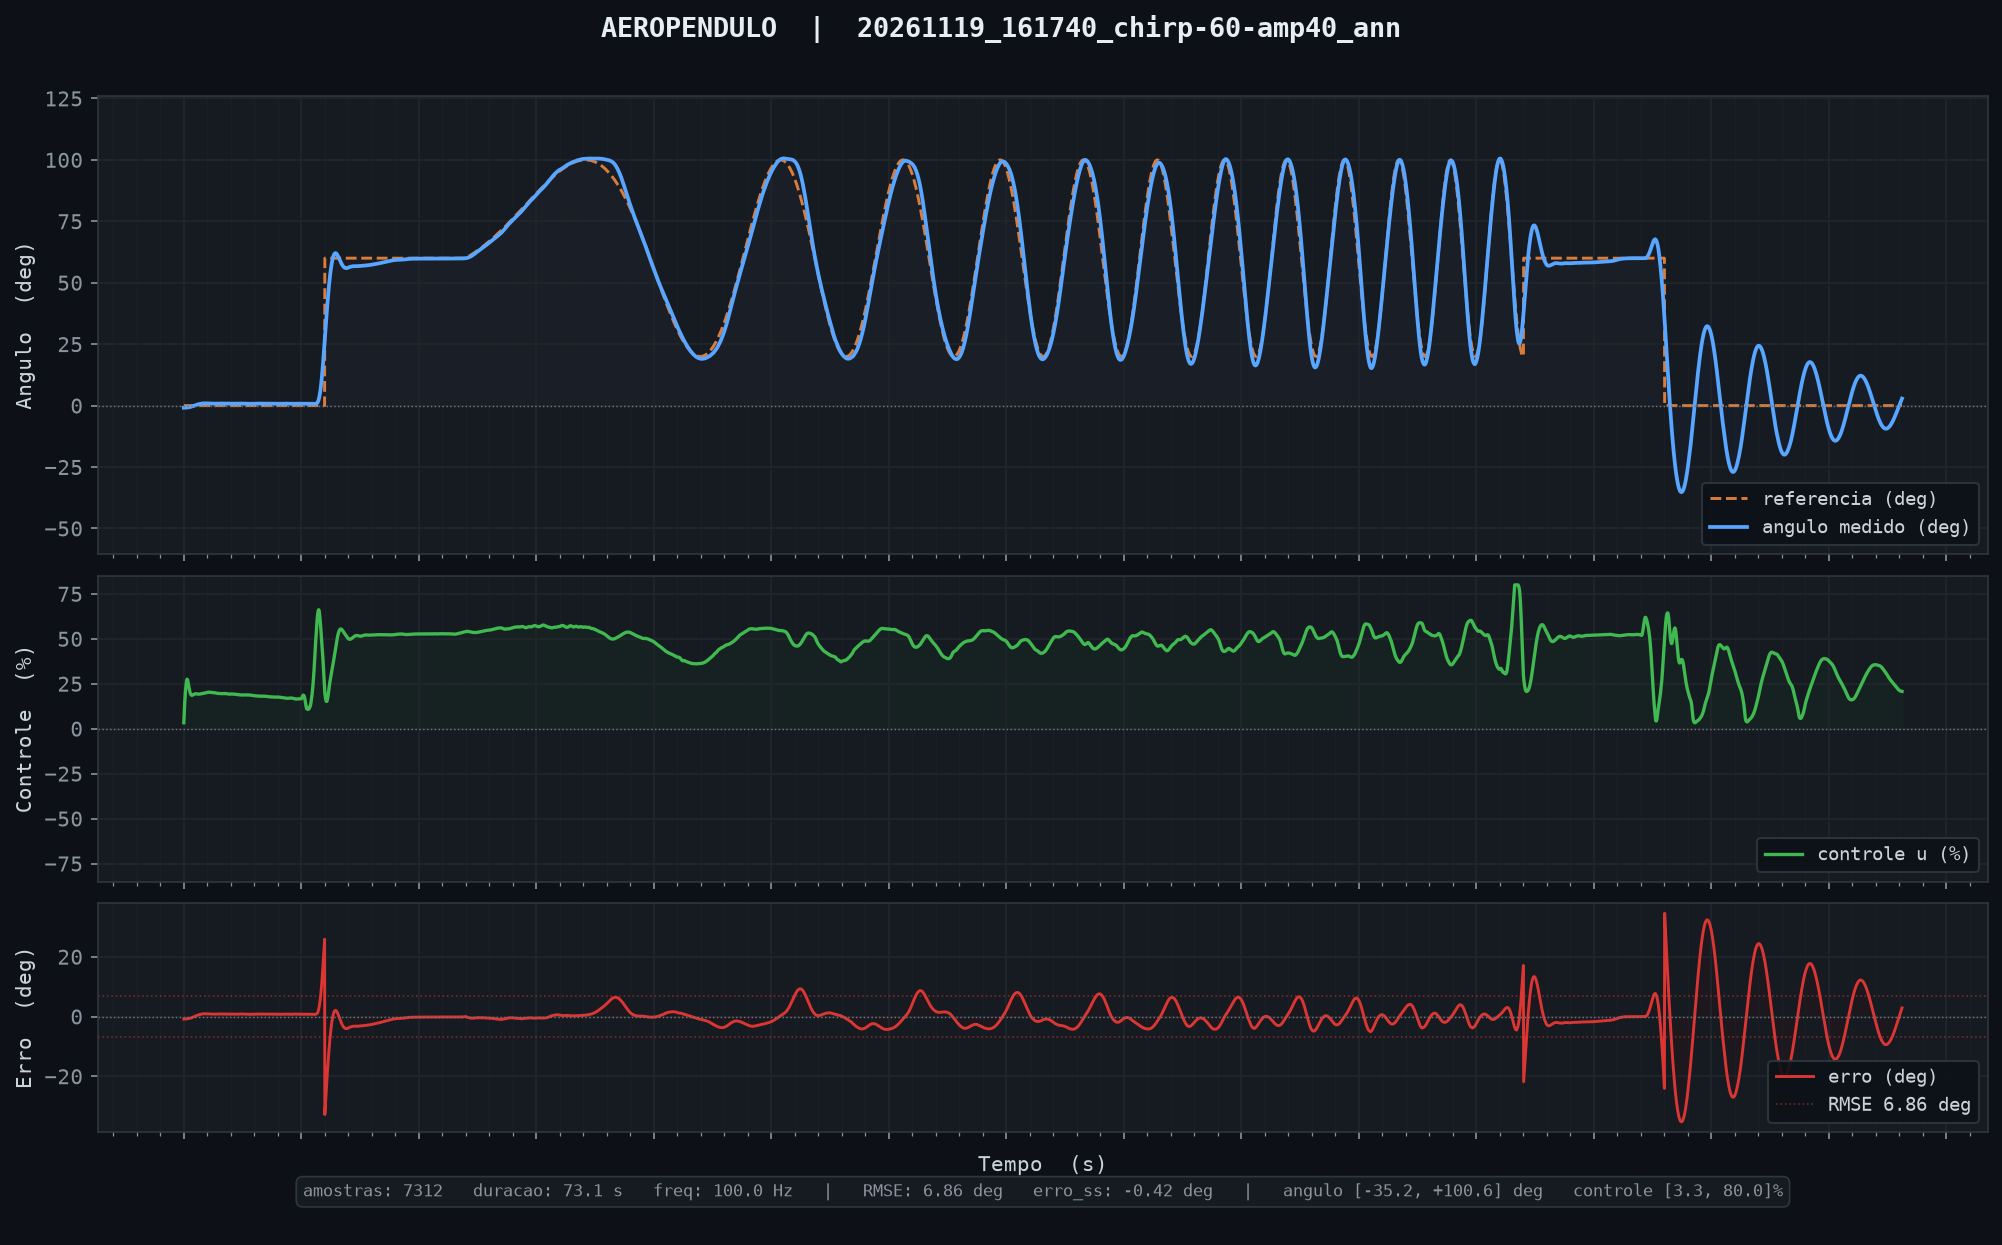 AEROPENDULO | 20261119_161740_chirp-60-amp40_ann
Angulo (deg)
125
100
75
50
25
0
−25
−50
referencia (deg)
angulo medido (deg)
Controle (%)
75
50
25
0
−25
−50
−75
controle u (%)
Erro (deg)
20
0
−20
erro (deg)
RMSE 6.86 deg
Tempo (s)
amostras: 7312 duracao: 73.1 s freq: 100.0 Hz | RMSE: 6.86 deg erro_ss: -0.42 deg | angulo [-35.2, +100.6] deg controle [3.3, 80.0]%